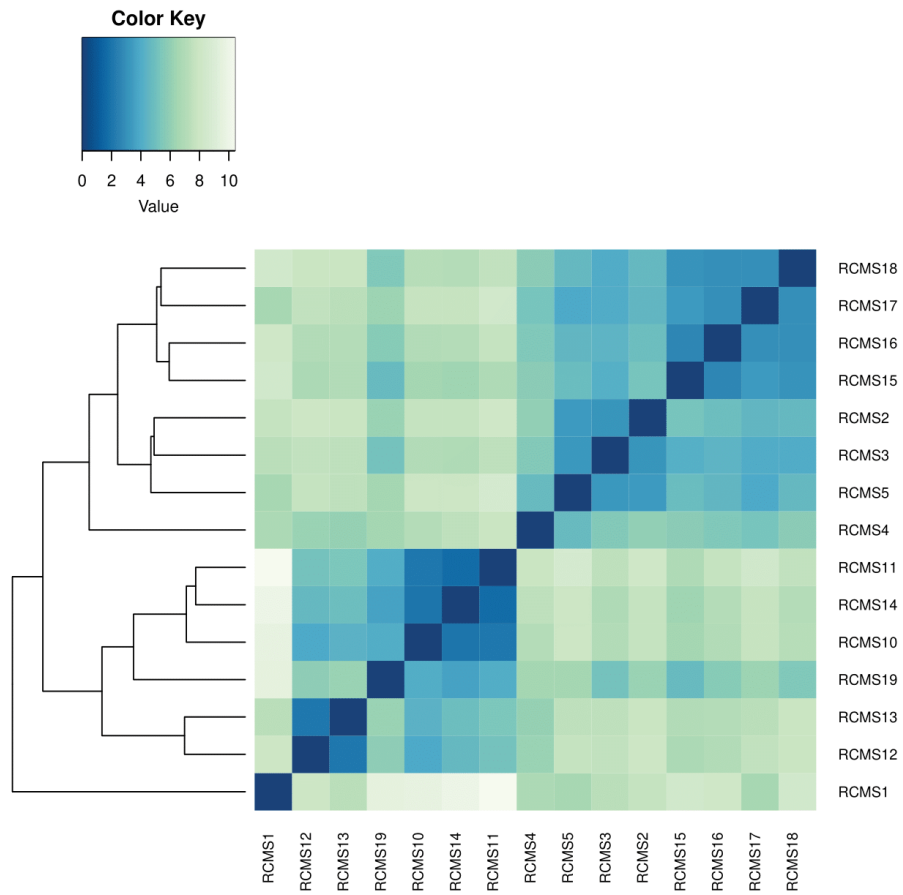 Color Key
0 2 4 6 8 10
Value
RCMS18
RCMS17
RCMS16
RCMS15
RCMS2
RCMS3
RCMS5
RCMS4
RCMS11
RCMS14
RCMS10
RCMS19
RCMS13
RCMS12
RCMS1
RCMS1
RCMS12
RCMS13
RCMS19
RCMS10
RCMS14
RCMS11
RCMS4
RCMS5
RCMS3
RCMS2
RCMS15
RCMS16
RCMS17
RCMS18